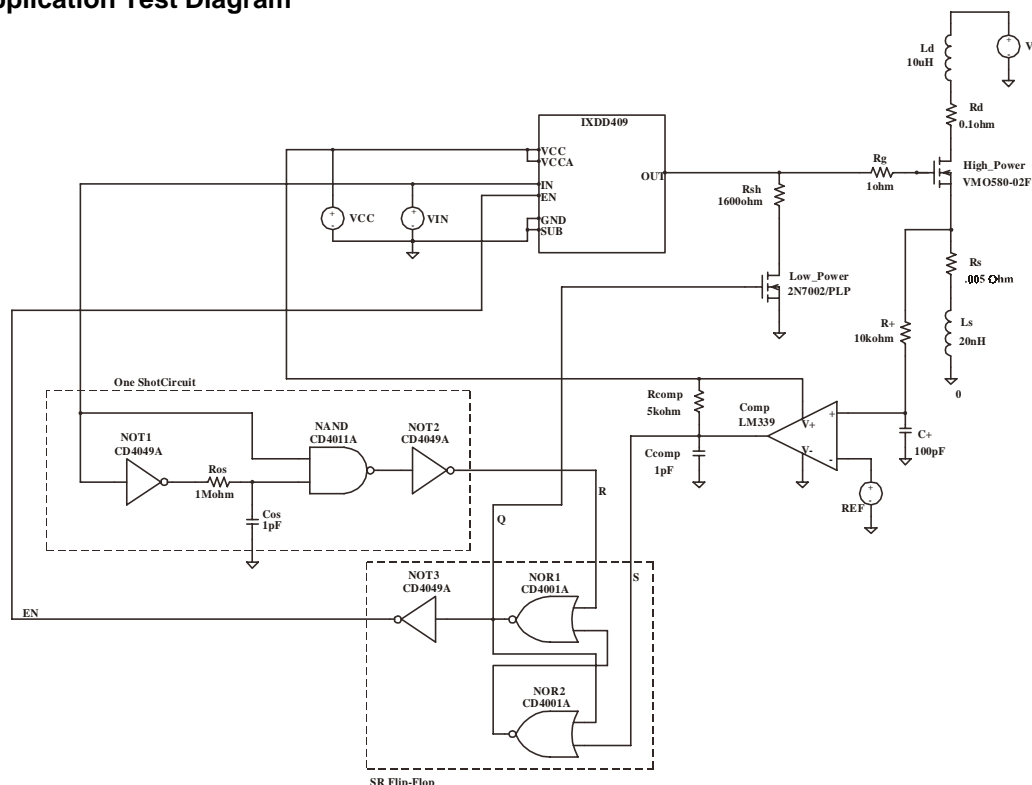 plication Test Diagram
Ld
10uH
V
Rd
0.1ohm
IXDD409
VCC
VCCA
IN
EN
GND
SUB
OUT
Rg
1ohm
High_Power
VMO580-02F
Rsh
1600ohm
VCC
VIN
Rs
.005 Ohm
Low_Power
2N7002/PLP
R+
10kohm
Ls
20nH
0
One ShotCircuit
Rcomp
5kohm
Comp
LM339
V+
V-
C+
100pF
NOT1
CD4049A
NAND
CD4011A
NOT2
CD4049A
Ros
1Mohm
Ccomp
1pF
REF
Cos
1pF
R
Q
S
NOT3
CD4049A
NOR1
CD4001A
EN
NOR2
CD4001A
SR Flip-Flop